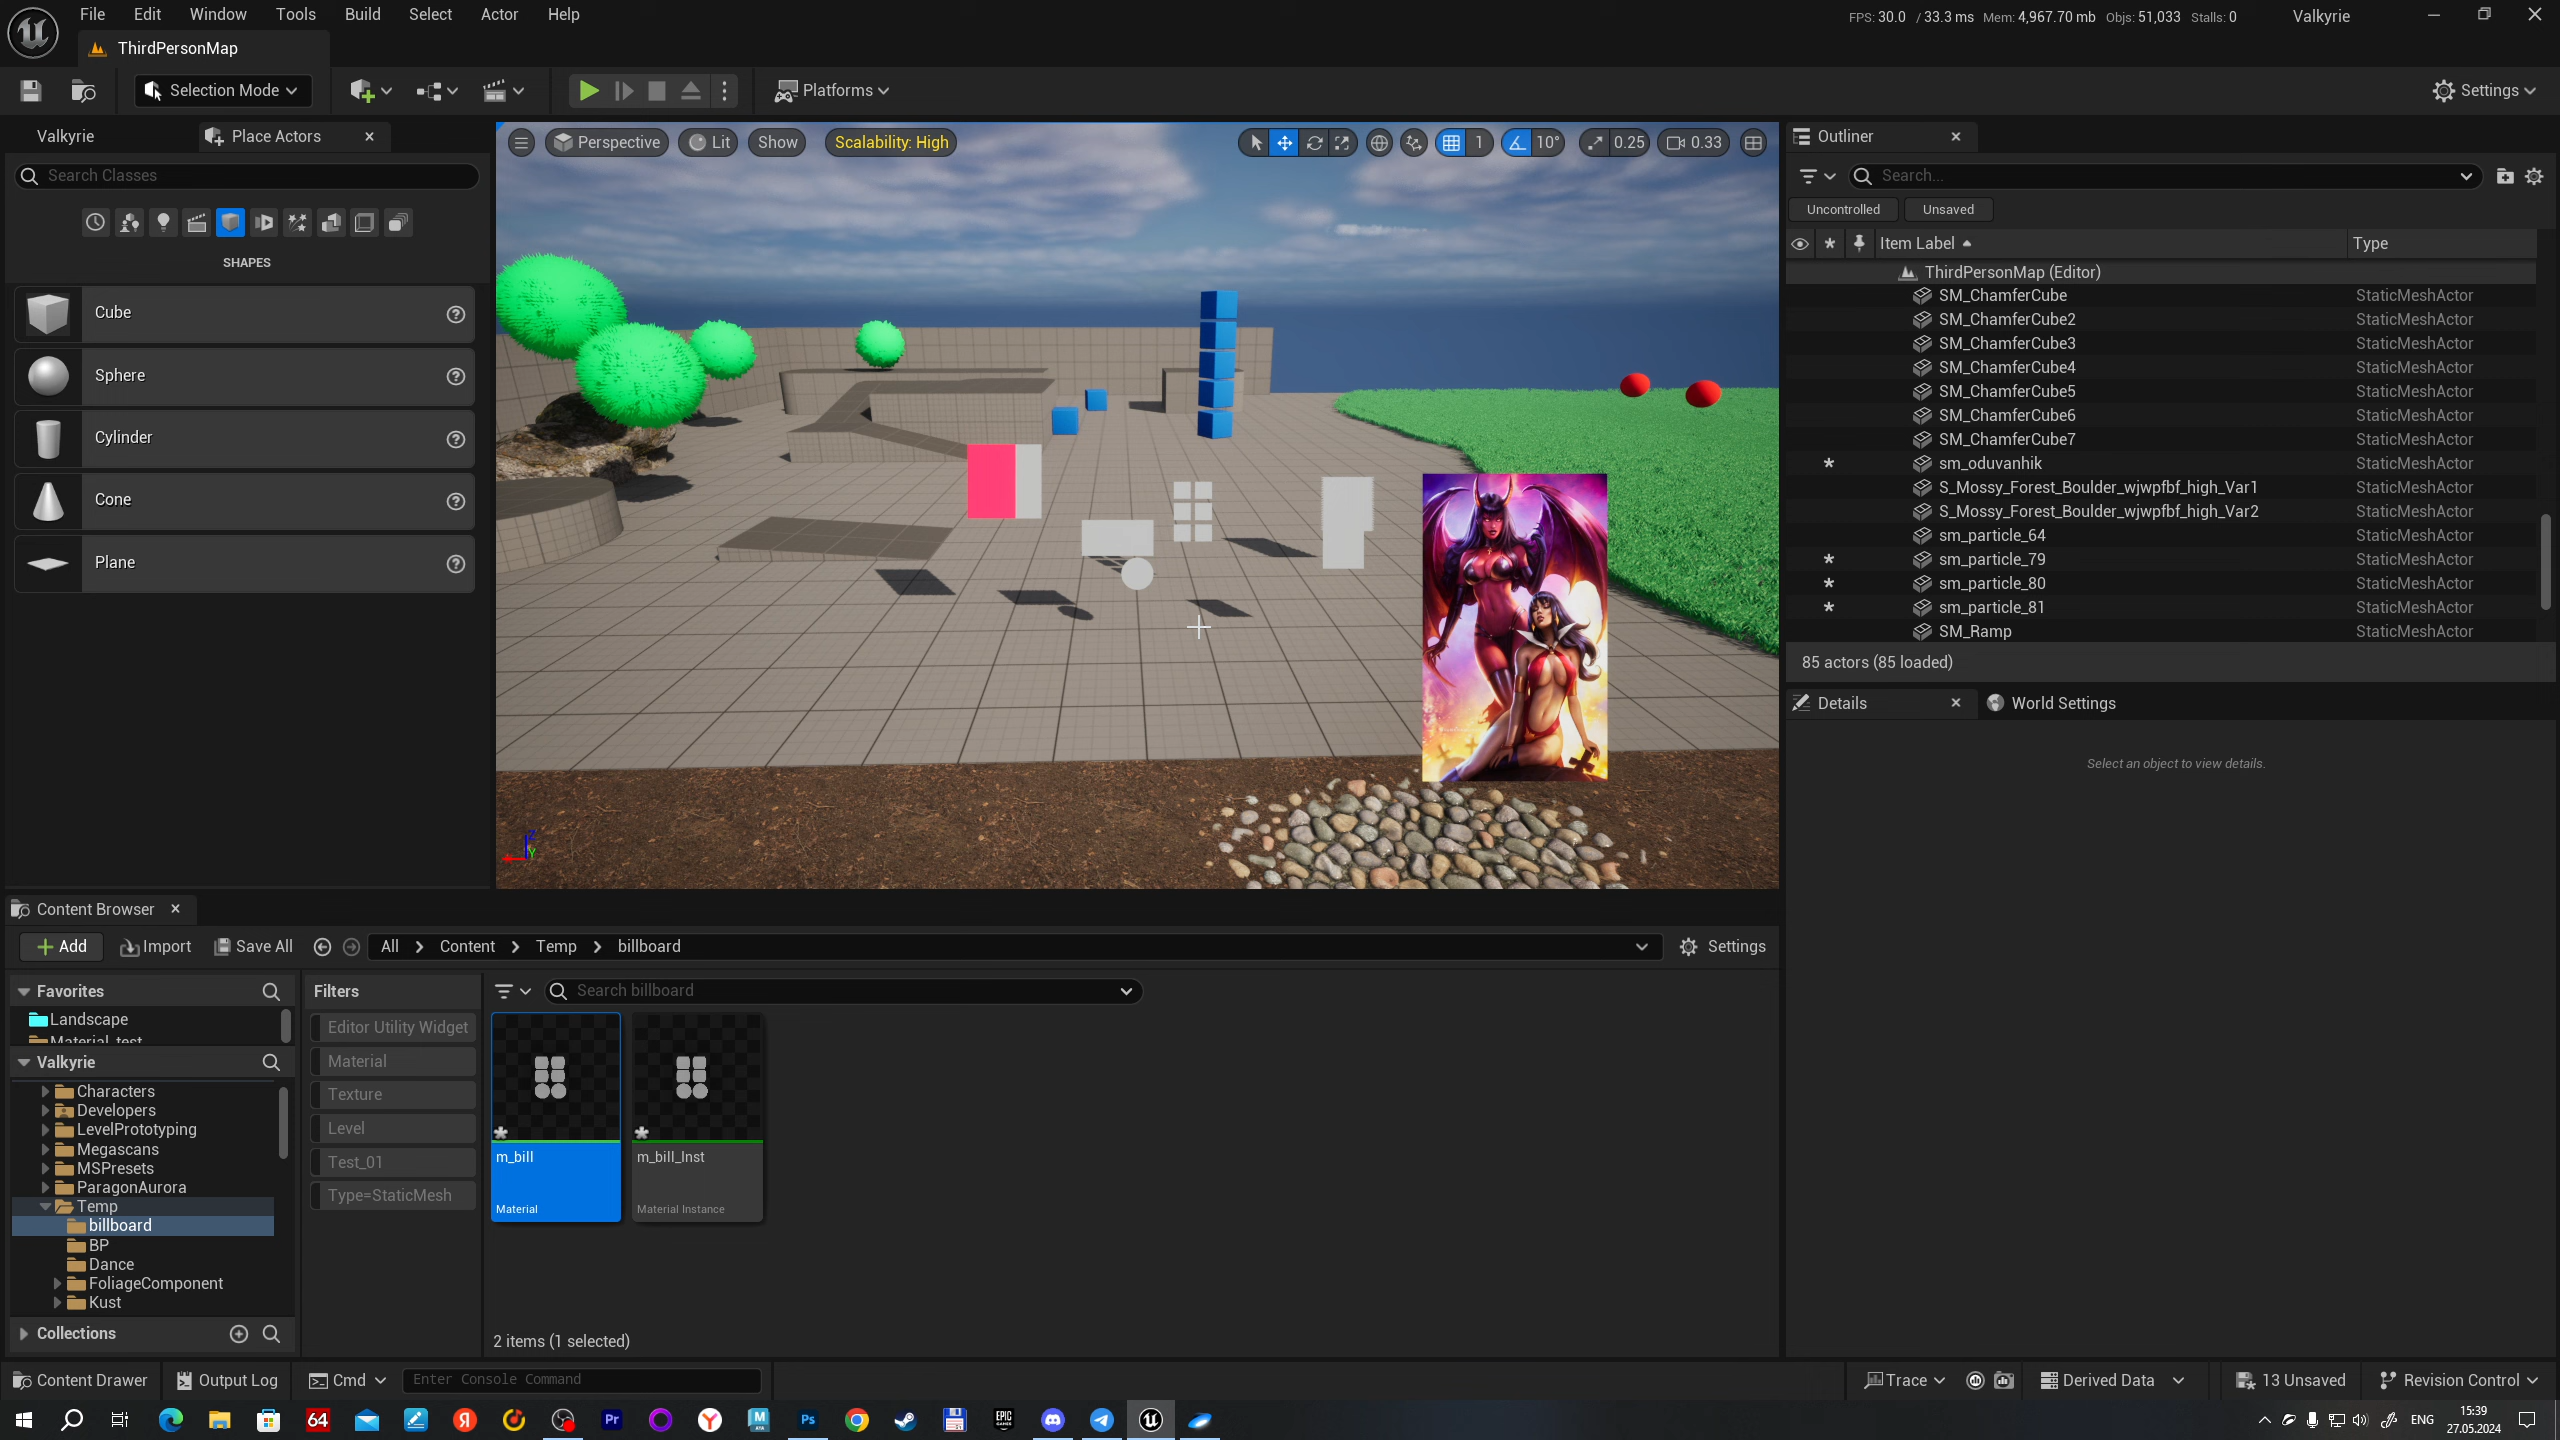 File Edit Window Tools Build Select Actor Help
FPS: 30.0 / 33.3 ms Mem: 4,967.70 mb Objs: 51,033 Stalls: 0
Valkyrie
ThirdPersonMap
Selection Mode
Platforms
Settings
Valkyrie
Place Actors
Search Classes
SHAPES
Cube
Sphere
Cylinder
Cone
Plane
Perspective
Lit
Show
Scalability: High
1
10°
0.25
0.33
Outliner
Search...
Uncontrolled
Unsaved
Item Label
Type
ThirdPersonMap (Editor)
SM_ChamferCube StaticMeshActor
SM_ChamferCube2 StaticMeshActor
SM_ChamferCube3 StaticMeshActor
SM_ChamferCube4 StaticMeshActor
SM_ChamferCube5 StaticMeshActor
SM_ChamferCube6 StaticMeshActor
SM_ChamferCube7 StaticMeshActor
sm_oduvanhik StaticMeshActor
S_Mossy_Forest_Boulder_wjwpfbf_high_Var1 StaticMeshActor
S_Mossy_Forest_Boulder_wjwpfbf_high_Var2 StaticMeshActor
sm_particle_64 StaticMeshActor
sm_particle_79 StaticMeshActor
sm_particle_80 StaticMeshActor
sm_particle_81 StaticMeshActor
SM_Ramp StaticMeshActor
85 actors (85 loaded)
Details
World Settings
Select an object to view details.
Z
Y
Content Browser
Add
Import
Save All
All > Content > Temp > billboard
Settings
Favorites
Landscape
Material_test
Valkyrie
Characters
Developers
LevelPrototyping
Megascans
MSPresets
ParagonAurora
Temp
billboard
BP
Dance
FoliageComponent
Kust
Collections
Filters
Editor Utility Widget
Material
Texture
Level
Test_01
Type=StaticMesh
Search billboard
m_bill
Material
m_bill_Inst
Material Instance
2 items (1 selected)
Content Drawer
Output Log
Cmd
Enter Console Command
Trace
Derived Data
13 Unsaved
Revision Control
64
Я
Pr
Y
M
Ps
EPIC
ENG
15:39
27.05.2024